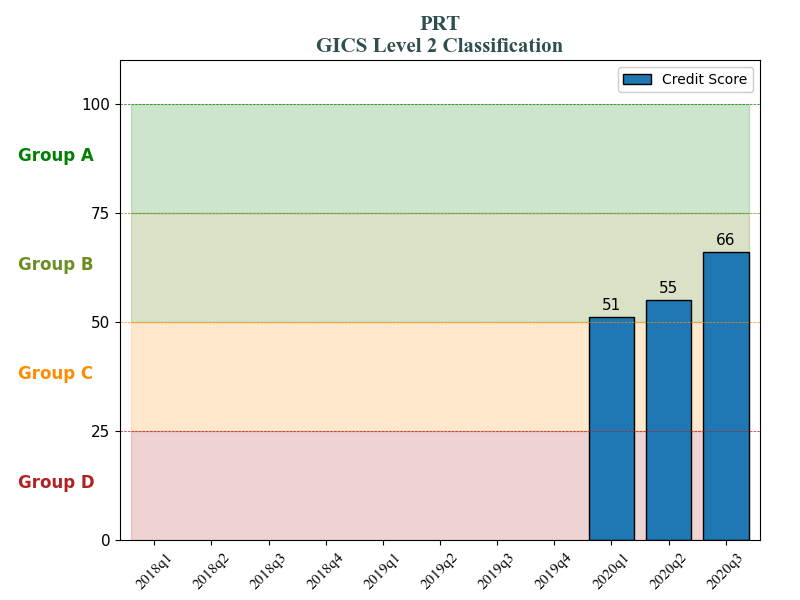 PRT
GICS Level 2 Classification
Credit Score
100
Group A
75
66
Group B
55
51
50
Group C
25
Group D
0
2018q1 2018q2 2018q3 2018q4 2019q1 2019q2 2019q3 2019q4 2020q1 2020q2 2020q3